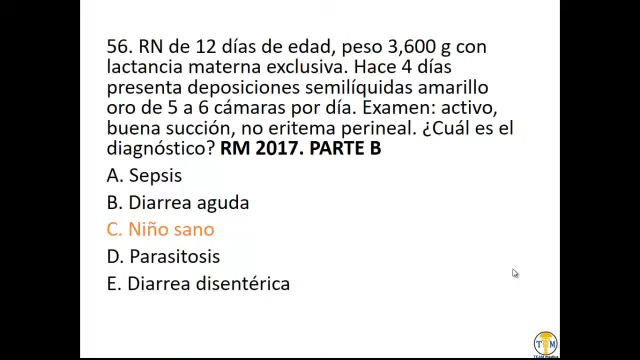 56. RN de 12 días de edad, peso 3,600 g con
lactancia materna exclusiva. Hace 4 días
presenta deposiciones semilíquidas amarillo
oro de 5 a 6 cámaras por día. Examen: activo,
buena succión, no eritema perineal. ¿Cuál es el
diagnóstico? RM 2017. PARTE B
A. Sepsis
B. Diarrea aguda
C. Niño sano
D. Parasitosis
E. Diarrea disentérica